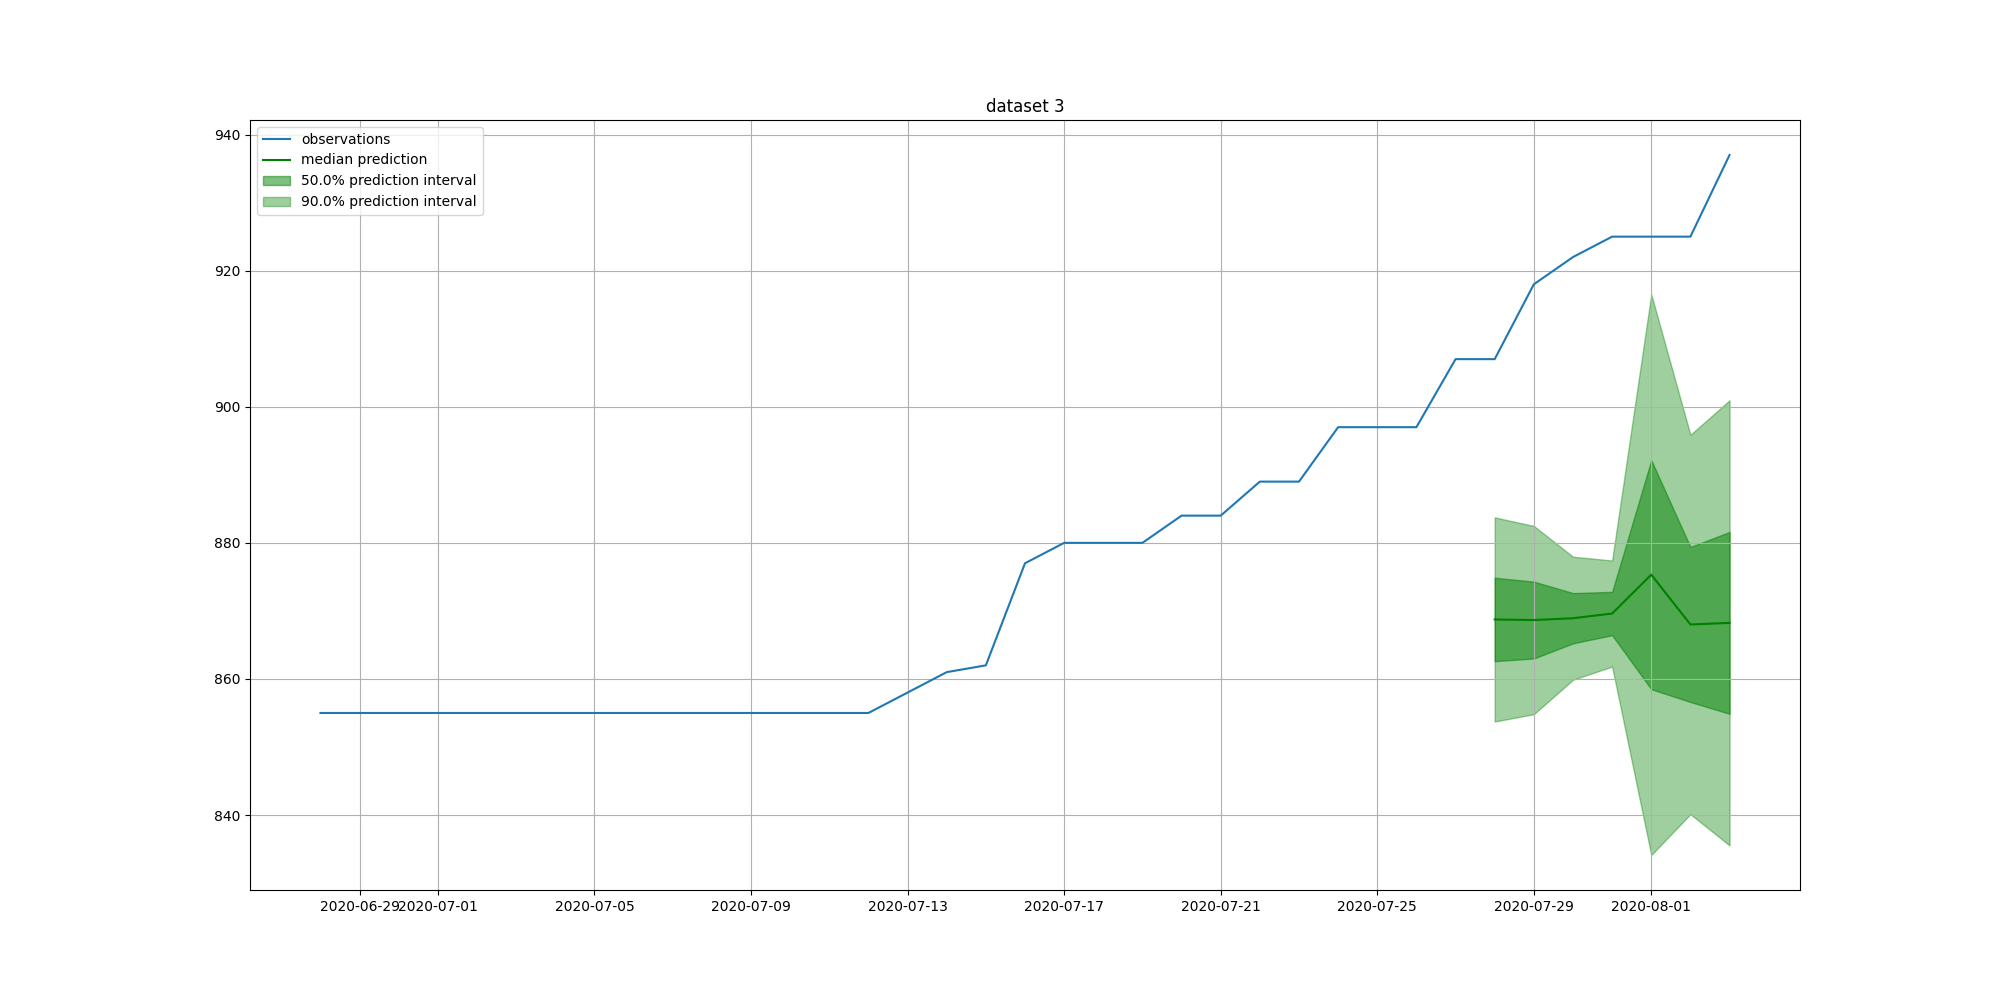 dataset 3
observations
median prediction
50.0% prediction interval
90.0% prediction interval
940
920
900
880
860
840
2020-06-29 2020-07-01 2020-07-05 2020-07-09 2020-07-13 2020-07-17 2020-07-21 2020-07-25 2020-07-29 2020-08-01